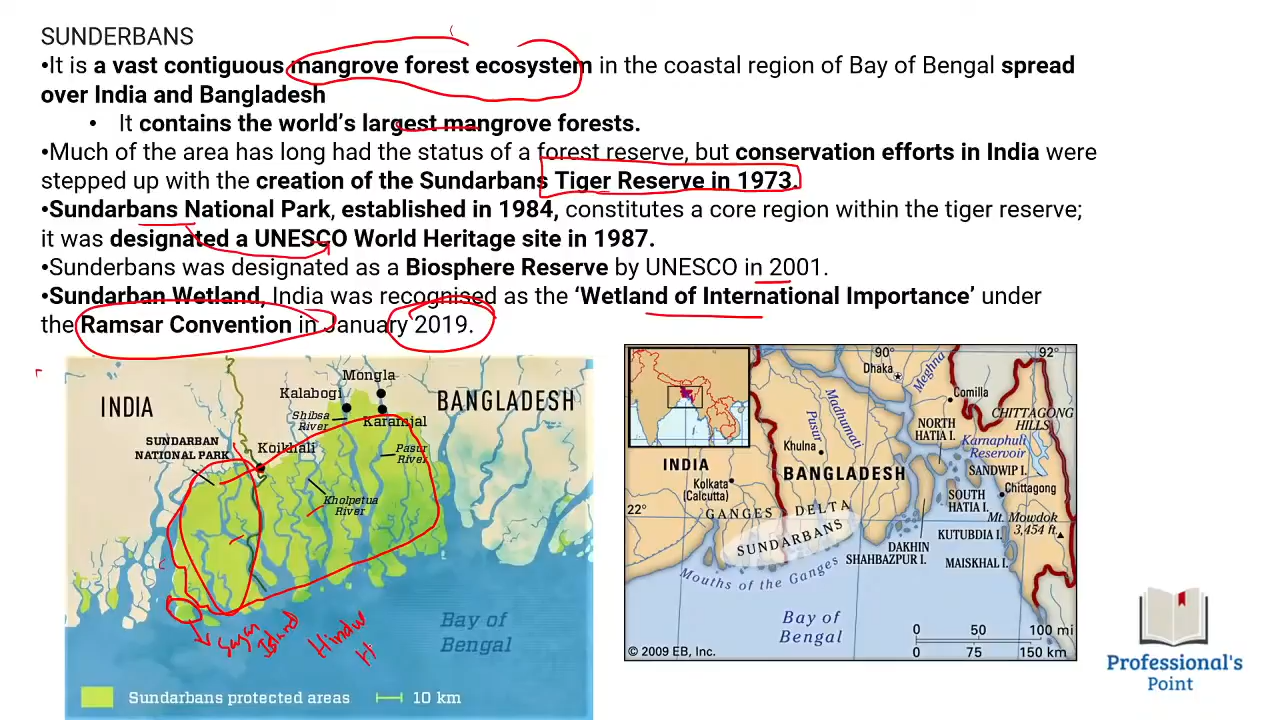 SUNDERBANS
•It is a vast contiguous mangrove forest ecosystem in the coastal region of Bay of Bengal spread
over India and Bangladesh
• It contains the world's largest mangrove forests.
•Much of the area has long had the status of a forest reserve, but conservation efforts in India were
stepped up with the creation of the Sundarbans Tiger Reserve in 1973.
•Sundarbans National Park, established in 1984, constitutes a core region within the tiger reserve;
it was designated a UNESCO World Heritage site in 1987.
•Sunderbans was designated as a Biosphere Reserve by UNESCO in 2001.
•Sundarban Wetland, India was recognised as the ‘Wetland of International Importance’ under
the Ramsar Convention in January 2019.
INDIA
BANGLADESH
Mongla
Kalabogi
Shibsa
River
Karamjal
SUNDARBAN
NATIONAL PARK
Koikhali
Pasur
River
Kholpetua
River
Sagar
Island
Hindu
H
Bay of
Bengal
Sundarbans protected areas
10 km
90°
92°
Dhaka
Meghna
Comilla
Madhumati
Pasur
CHITTAGONG
HILLS
NORTH
HATIA I.
Karnaphuli
Reservoir
Khulna
INDIA
BANGLADESH
SANDWIP I.
Kolkata
(Calcutta)
Chittagong
SOUTH
HATIA I.
22°
GANGES DELTA
SUNDARBANS
Mt. Mowdok
3,454 ft.
KUTUBDIA I.
DAKHIN
SHAHBAZPUR I.
MAISKHAL I.
Mouths of the Ganges
Bay of
Bengal
0 50 100 mi
0 75 150 km
© 2009 EB, Inc.
Professional's
Point